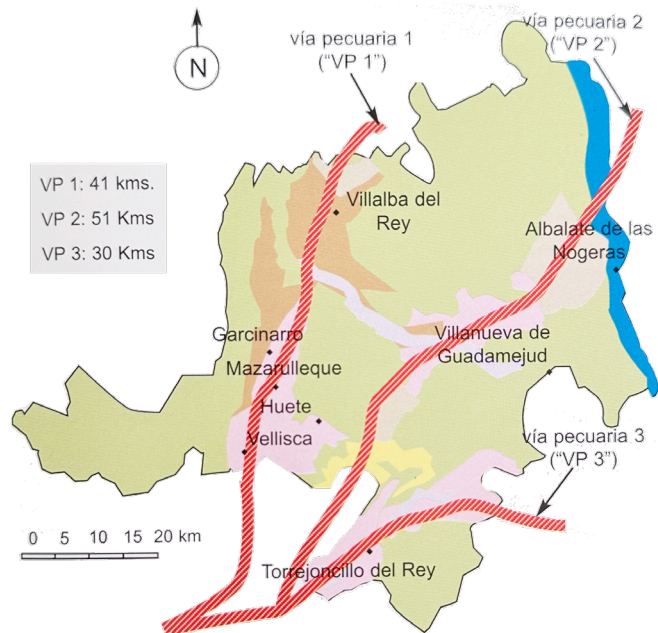 vía pecuaria 1
("VP 1")
vía pecuaria 2
("VP 2")
N
VP 1: 41 kms.
VP 2: 51 Kms
VP 3: 30 Kms
Villalba del
Rey
Albalate de las
Nogeras
Garcinarro
Mazarulleque
Huete
Vellisca
Villanueva de
Guadamejud
vía pecuaria 3
("VP 3")
0 5 10 15 20 km
Torrejoncillo del Rey